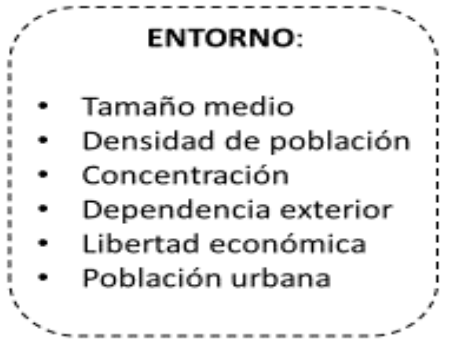 ENTORNO:
• Tamaño medio
• Densidad de población
• Concentración
• Dependencia exterior
• Libertad económica
• Población urbana